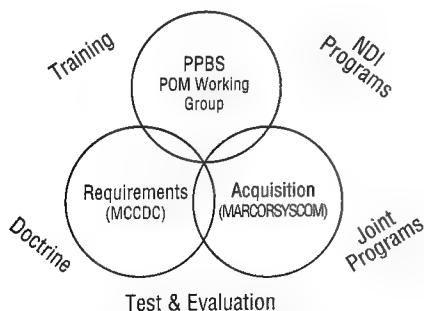 Training
NDI
Programs
PPBS
POM Working
Group
Requirements
(MCCDC)
Acquisition
(MARCORSYSCOM)
Doctrine
Joint
Programs
Test & Evaluation